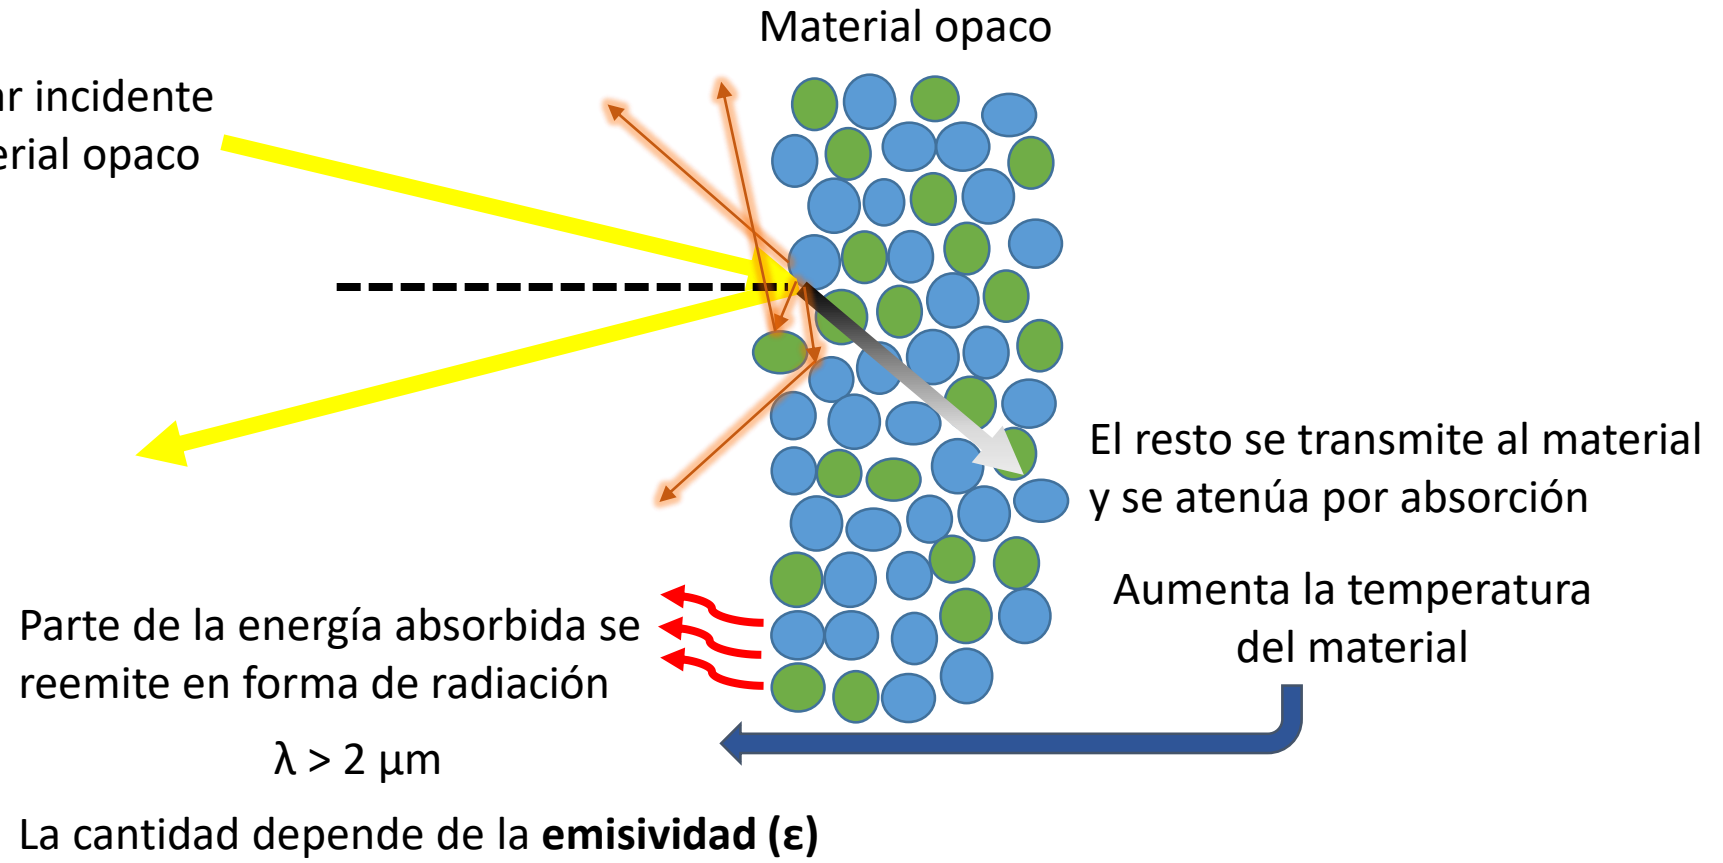 Material opaco
ar incidente
erial opaco
El resto se transmite al material
y se atenúa por absorción
Aumenta la temperatura
del material
Parte de la energía absorbida se
reemite en forma de radiación
λ > 2 μm
La cantidad depende de la emisividad (ε)